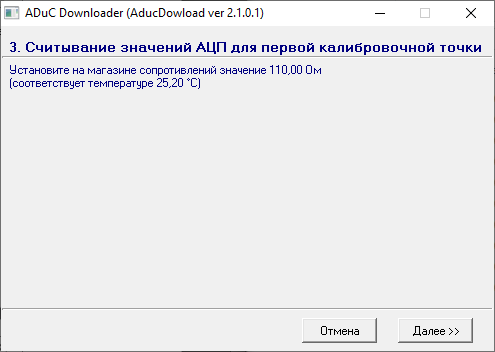 ADuC Downloader (AducDowload ver 2.1.0.1)
3. Считывание значений АЦП для первой калибровочной точки
Установите на магазине сопротивлений значение 110,00 Ом
(соответствует температуре 25,20 °C)
Отмена
Далее >>